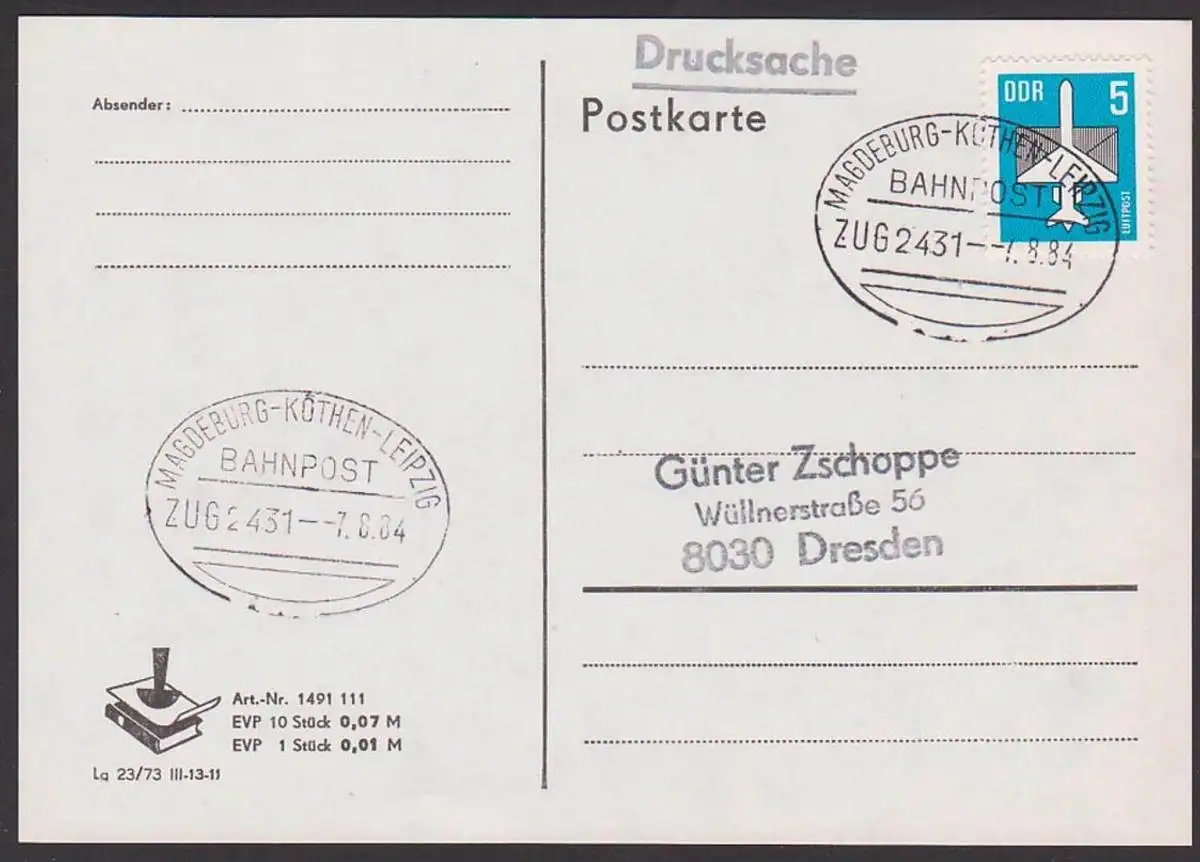 Drucksache
Absender:
Postkarte
DDR 5
LUFTPOST
MAGDEBURG-KÖTHEN-LEIPZIG
BAHNPOST
ZUG 2431--7.8.84
MAGDEBURG-KÖTHEN-LEIPZIG
BAHNPOST
ZUG 2431--7.8.84
Günter Zschoppe
Wüllnerstraße 56
8030 Dresden
Art.-Nr. 1491 111
EVP 10 Stück 0,07 M
EVP 1 Stück 0,01 M
Lg 23/73 III-13-11